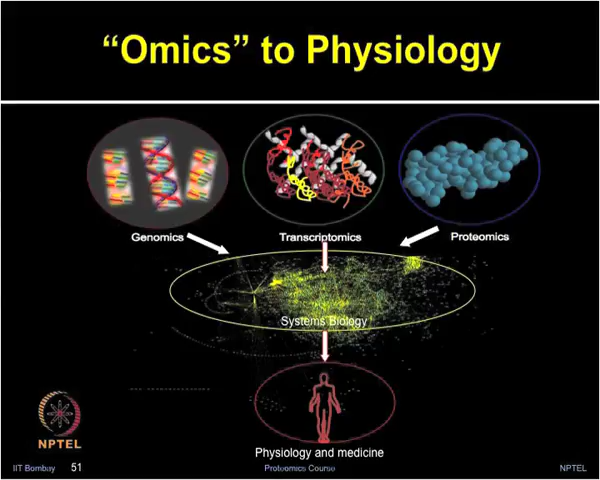 “Omics” to Physiology
Genomics
Transcriptomics
Proteomics
Systems Biology
Physiology and medicine
NPTEL
IIT Bombay
51
Proteomics Course
NPTEL